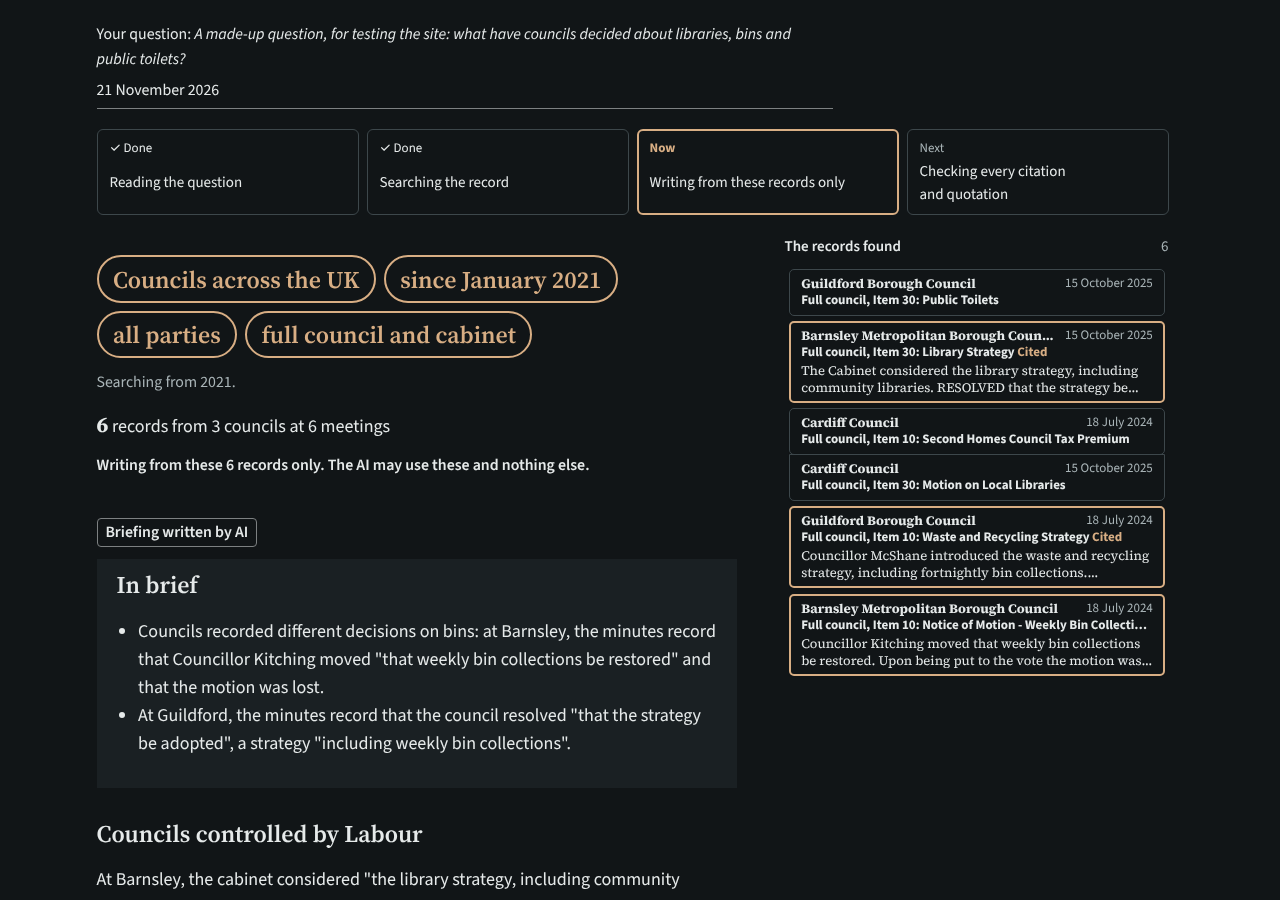 Your question: A made-up question, for testing the site: what have councils decided about libraries, bins and
public toilets?
21 November 2026
✓ Done
Reading the question
✓ Done
Searching the record
Now
Writing from these records only
Next
Checking every citation
and quotation
Councils across the UK
since January 2021
all parties
full council and cabinet
Searching from 2021.
6 records from 3 councils at 6 meetings
Writing from these 6 records only. The AI may use these and nothing else.
Briefing written by AI
In brief
• Councils recorded different decisions on bins: at Barnsley, the minutes record
that Councillor Kitching moved "that weekly bin collections be restored" and
that the motion was lost.
• At Guildford, the minutes record that the council resolved "that the strategy
be adopted", a strategy "including weekly bin collections".
Councils controlled by Labour
At Barnsley, the cabinet considered "the library strategy, including community
The records found 6
Guildford Borough Council 15 October 2025
Full council, Item 30: Public Toilets
Barnsley Metropolitan Borough Coun... 15 October 2025
Full council, Item 30: Library Strategy Cited
The Cabinet considered the library strategy, including
community libraries. RESOLVED that the strategy be...
Cardiff Council 18 July 2024
Full council, Item 10: Second Homes Council Tax Premium
Cardiff Council 15 October 2025
Full council, Item 30: Motion on Local Libraries
Guildford Borough Council 18 July 2024
Full council, Item 10: Waste and Recycling Strategy Cited
Councillor McShane introduced the waste and recycling
strategy, including fortnightly bin collections....
Barnsley Metropolitan Borough Council 18 July 2024
Full council, Item 10: Notice of Motion - Weekly Bin Collecti...
Councillor Kitching moved that weekly bin collections
be restored. Upon being put to the vote the motion was...